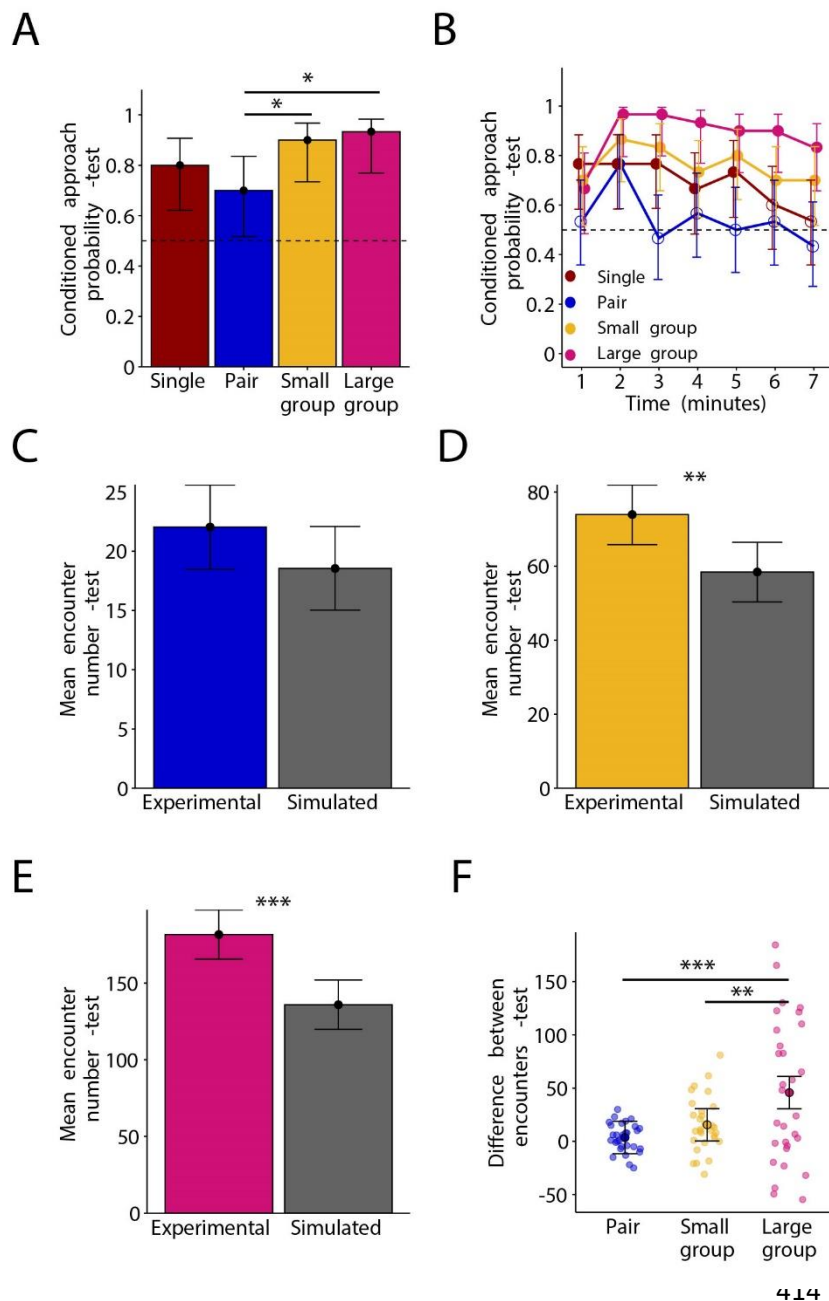 A
Conditioned approach
probability -test
1
0.8
0.6
0.4
0.2
0
*
*
Single
Pair
Small
group
Large
group
B
Conditioned approach
probability -test
1
0.8
0.6
0.4
0.2
0
Single
Pair
Small group
Large group
1 2 3 4 5 6 7
Time (minutes)
C
Mean encounter
number -test
25
20
15
10
5
0
Experimental
Simulated
D
Mean encounter
number -test
80
60
40
20
0
**
Experimental
Simulated
E
Mean encounter
number -test
150
100
50
0
***
Experimental
Simulated
F
Difference between
encounters -test
150
100
50
0
-50
***
**
Pair
Small
group
Large
group